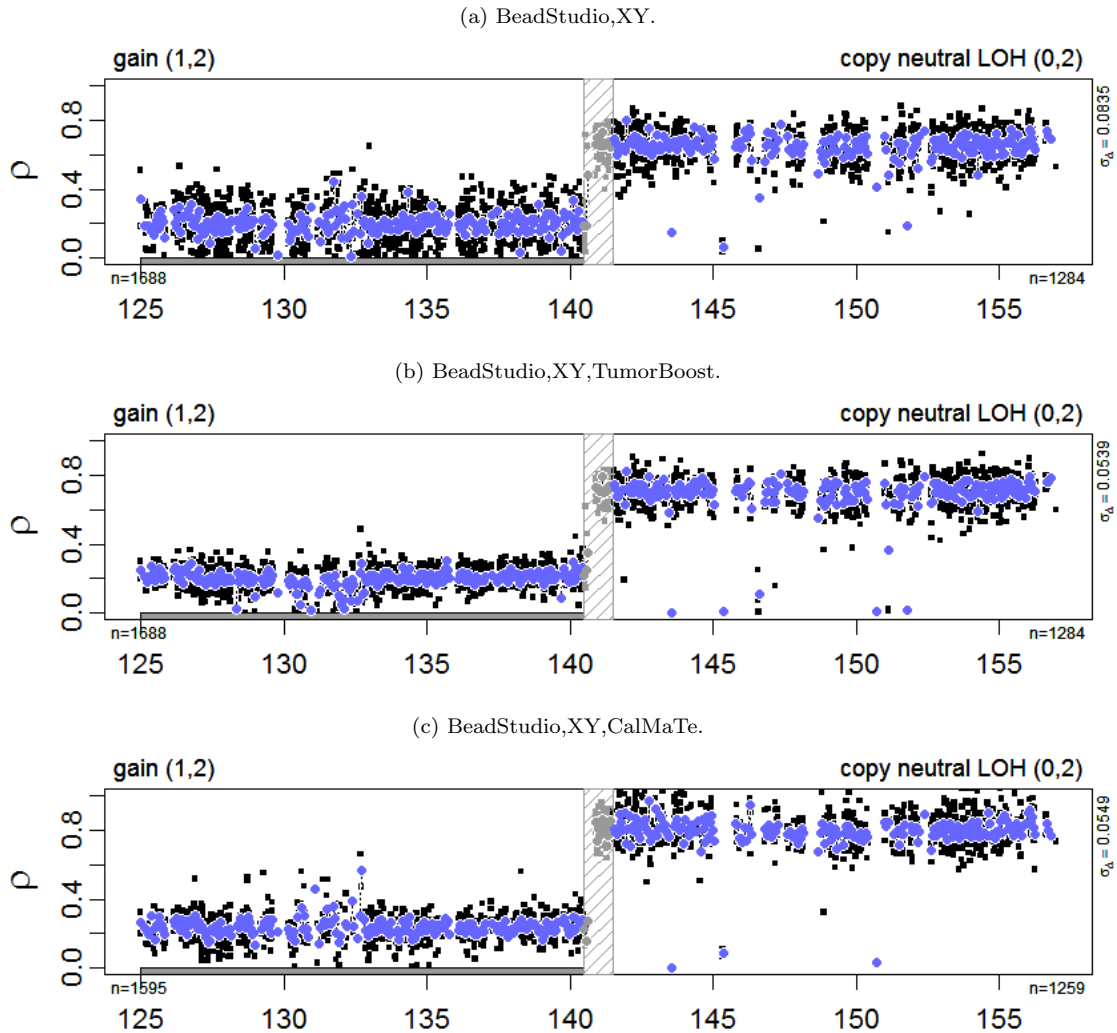 (a) BeadStudio,XY.
gain (1,2) copy neutral LOH (0,2)
ρ
0.0 0.4 0.8
σΔ = 0.0835
n=1688 n=1284
125 130 135 140 145 150 155
(b) BeadStudio,XY,TumorBoost.
gain (1,2) copy neutral LOH (0,2)
ρ
0.0 0.4 0.8
σΔ = 0.0539
n=1688 n=1284
125 130 135 140 145 150 155
(c) BeadStudio,XY,CalMaTe.
gain (1,2) copy neutral LOH (0,2)
ρ
0.0 0.4 0.8
σΔ = 0.0549
n=1595 n=1259
125 130 135 140 145 150 155